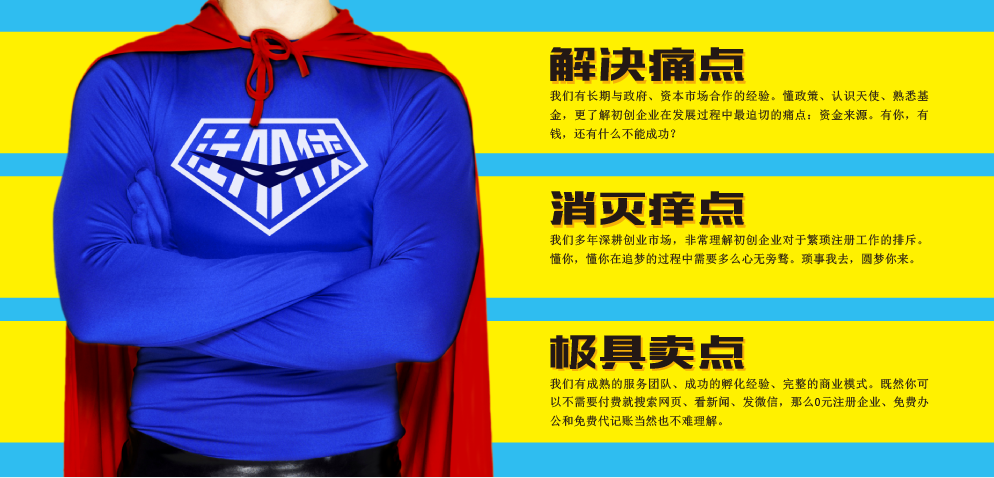 注册侠
解决痛点
我们有长期与政府、资本市场合作的经验。懂政策、认识天使、熟悉基
金，更了解初创企业在发展过程中最迫切的痛点：资金来源。有你，有
钱，还有什么不能成功？
消灭痒点
我们多年深耕创业市场，非常理解初创企业对于繁琐注册工作的排斥。
懂你，懂你在追梦的过程中需要多么心无旁骛。琐事我去，圆梦你来。
极具卖点
我们有成熟的服务团队、成功的孵化经验、完整的商业模式。既然你可
以不需要付费就搜索网页、看新闻、发微信，那么0元注册企业、免费办
公和免费代记账当然也不难理解。